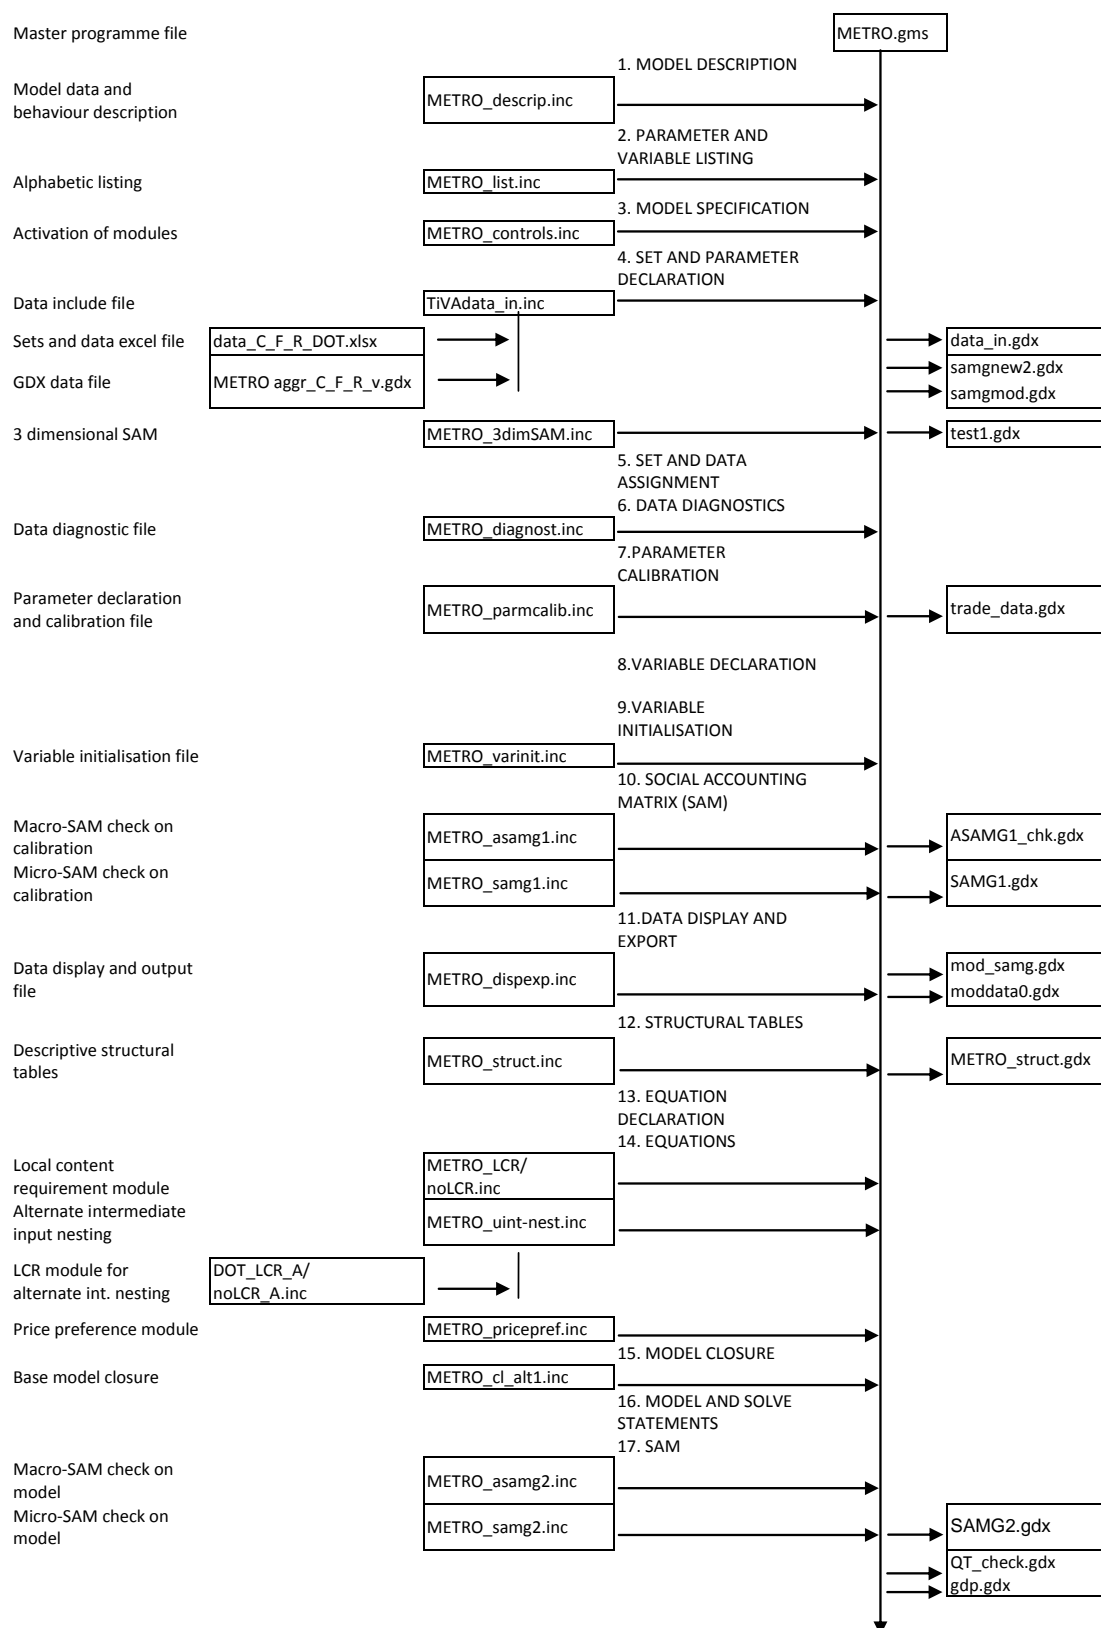 Master programme file
METRO.gms
1. MODEL DESCRIPTION
Model data and
behaviour description
METRO_descrip.inc
2. PARAMETER AND
VARIABLE LISTING
Alphabetic listing
METRO_list.inc
3. MODEL SPECIFICATION
Activation of modules
METRO_controls.inc
4. SET AND PARAMETER
DECLARATION
Data include file
TiVAdata_in.inc
Sets and data excel file
data_C_F_R_DOT.xlsx
data_in.gdx
GDX data file
METRO aggr_C_F_R_v.gdx
samgnew2.gdx
samgmod.gdx
3 dimensional SAM
METRO_3dimSAM.inc
test1.gdx
5. SET AND DATA
ASSIGNMENT
6. DATA DIAGNOSTICS
Data diagnostic file
METRO_diagnost.inc
7.PARAMETER
CALIBRATION
Parameter declaration
and calibration file
METRO_parmcalib.inc
trade_data.gdx
8.VARIABLE DECLARATION
9.VARIABLE
INITIALISATION
Variable initialisation file
METRO_varinit.inc
10. SOCIAL ACCOUNTING
MATRIX (SAM)
Macro-SAM check on
calibration
METRO_asamg1.inc
ASAMG1_chk.gdx
Micro-SAM check on
calibration
METRO_samg1.inc
SAMG1.gdx
11.DATA DISPLAY AND
EXPORT
Data display and output
file
METRO_dispexp.inc
mod_samg.gdx
moddata0.gdx
12. STRUCTURAL TABLES
Descriptive structural
tables
METRO_struct.inc
METRO_struct.gdx
13. EQUATION
DECLARATION
14. EQUATIONS
Local content
requirement module
METRO_LCR/
noLCR.inc
Alternate intermediate
input nesting
METRO_uint-nest.inc
LCR module for
alternate int. nesting
DOT_LCR_A/
noLCR_A.inc
Price preference module
METRO_pricepref.inc
15. MODEL CLOSURE
Base model closure
METRO_cl_alt1.inc
16. MODEL AND SOLVE
STATEMENTS
17. SAM
Macro-SAM check on
model
METRO_asamg2.inc
Micro-SAM check on
model
METRO_samg2.inc
SAMG2.gdx
QT_check.gdx
gdp.gdx